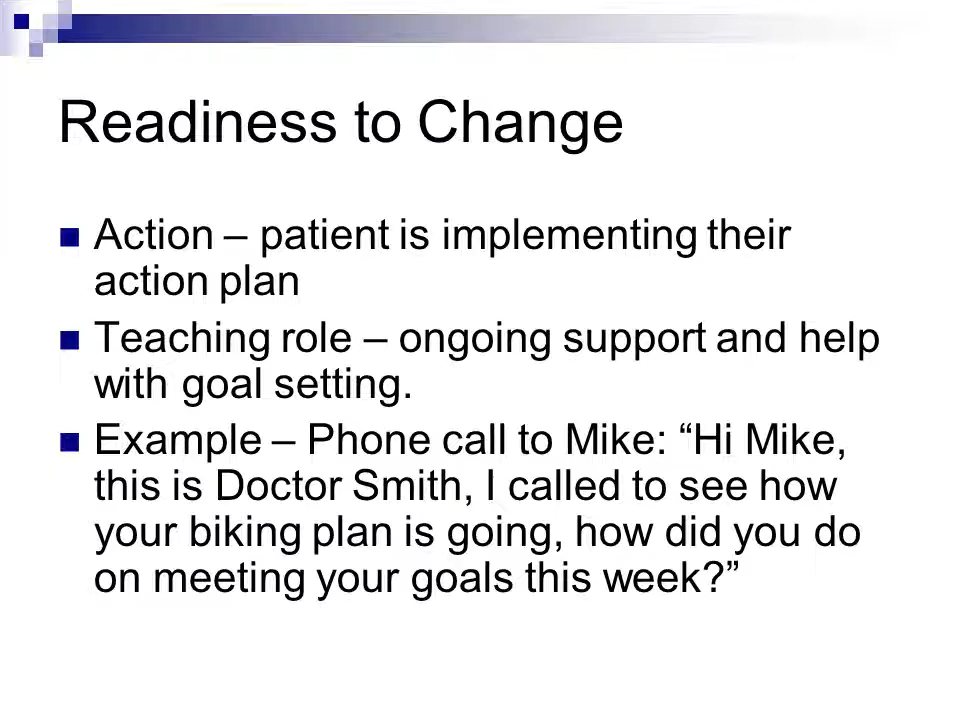 Readiness to Change
Action – patient is implementing their
action plan
Teaching role – ongoing support and help
with goal setting.
Example – Phone call to Mike: “Hi Mike,
this is Doctor Smith, I called to see how
your biking plan is going, how did you do
on meeting your goals this week?”